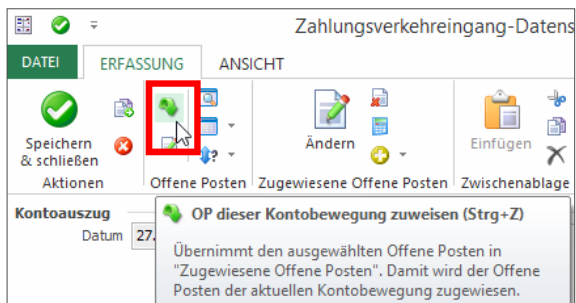 Zahlungsverkehreingang-Datens
DATEI ERFASSUNG ANSICHT
Speichern & schließen
Ändern
Einfügen
Aktionen Offene Posten Zugewiesene Offene Posten Zwischenablage
Kontoauszug
Datum 27.
OP dieser Kontobewegung zuweisen (Strg+Z)
Übernimmt den ausgewählten Offene Posten in
"Zugewiesene Offene Posten". Damit wird der Offene
Posten der aktuellen Kontobewegung zugewiesen.